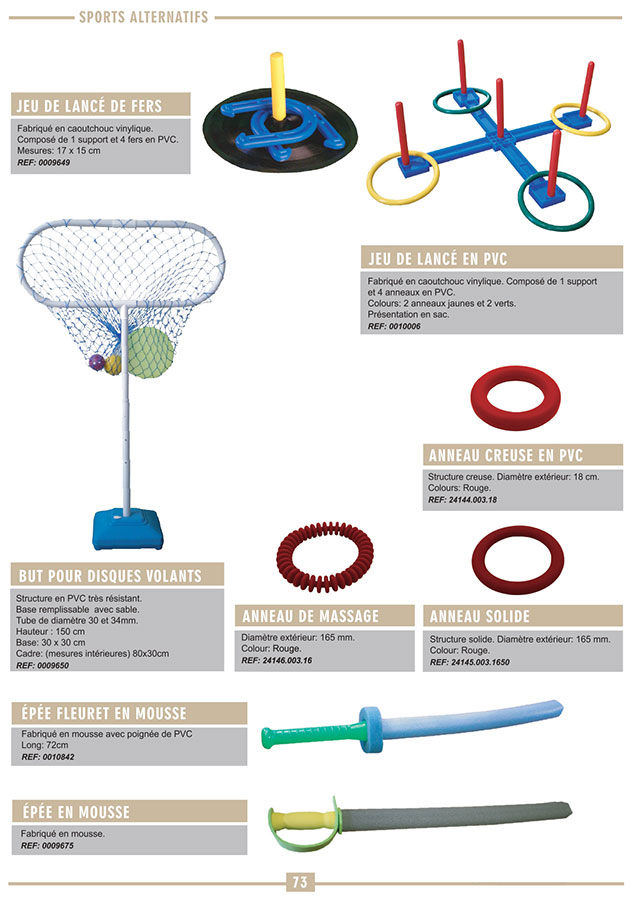 SPORTS ALTERNATIFS
JEU DE LANCÉ DE FERS
Fabriqué en caoutchouc vinylique.
Composé de 1 support et 4 fers en PVC.
Mesures: 17 x 15 cm
REF: 0009649
JEU DE LANCÉ EN PVC
Fabriqué en caoutchouc vinylique. Composé de 1 support
et 4 anneaux en PVC.
Colours: 2 anneaux jaunes et 2 verts.
Présentation en sac.
REF: 0010006
ANNEAU CREUSE EN PVC
Structure creuse. Diamètre extérieur: 18 cm.
Colours: Rouge.
REF: 24144.003.18
BUT POUR DISQUES VOLANTS
Structure en PVC très résistant.
Base remplissable avec sable.
Tube de diamètre 30 et 34mm.
Hauteur : 150 cm
Base: 30 x 30 cm
Cadre: (mesures intérieures) 80x30cm
REF: 0009650
ANNEAU DE MASSAGE
Diamètre extérieur: 165 mm.
Colour: Rouge.
REF: 24146.003.16
ANNEAU SOLIDE
Structure solide. Diamètre extérieur: 165 mm.
Colour: Rouge.
REF: 24145.003.1650
ÉPÉE FLEURET EN MOUSSE
Fabriqué en mousse avec poignée de PVC
Long: 72cm
REF: 0010842
ÉPÉE EN MOUSSE
Fabriqué en mousse.
REF: 0009675
73